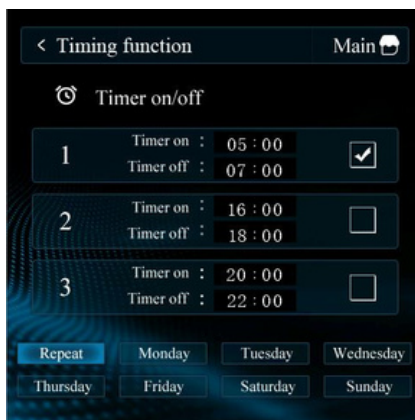 < Timing function Main
Timer on/off
1 Timer on : 05:00
Timer off : 07:00
2 Timer on : 16:00
Timer off : 18:00
3 Timer on : 20:00
Timer off : 22:00
Repeat Monday Tuesday Wednesday
Thursday Friday Saturday Sunday